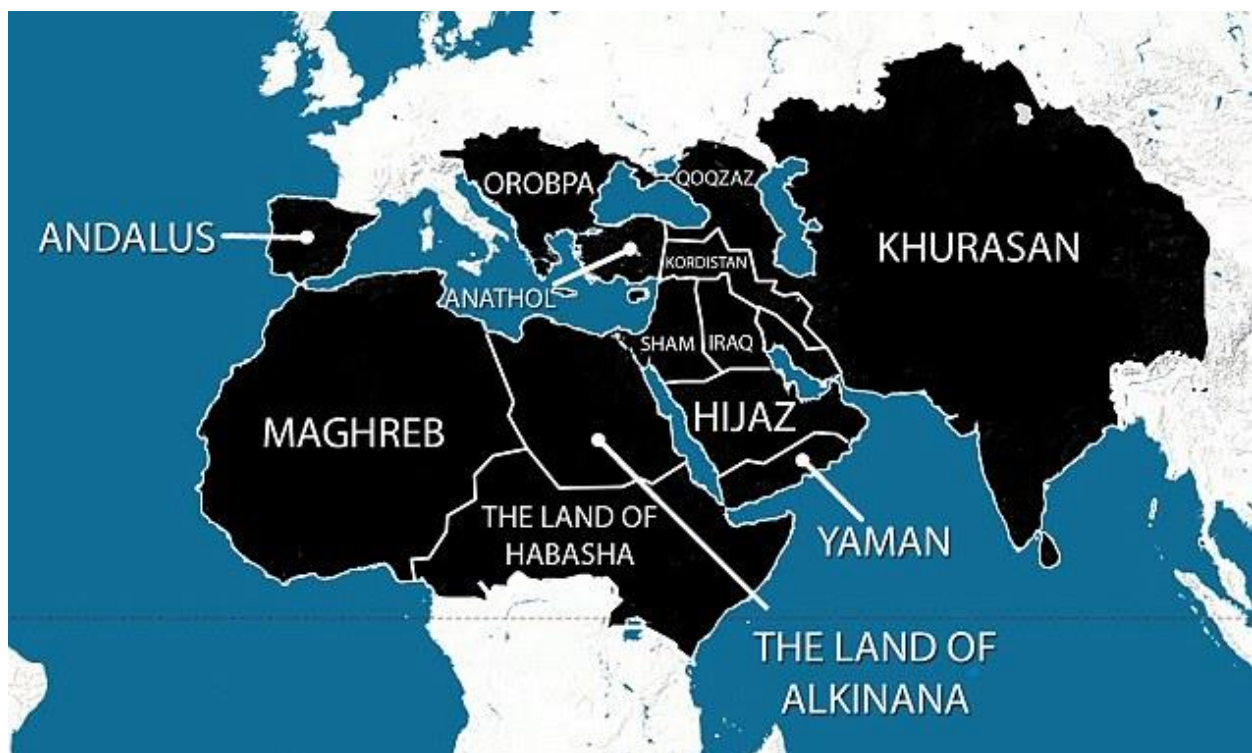 OROBPA
QOQZAZ
ANDALUS
KHURASAN
KORDISTAN
ANATHOL
SHAM
IRAQ
HIJAZ
MAGHREB
THE LAND OF
HABASHA
YAMAN
THE LAND OF
ALKINANA